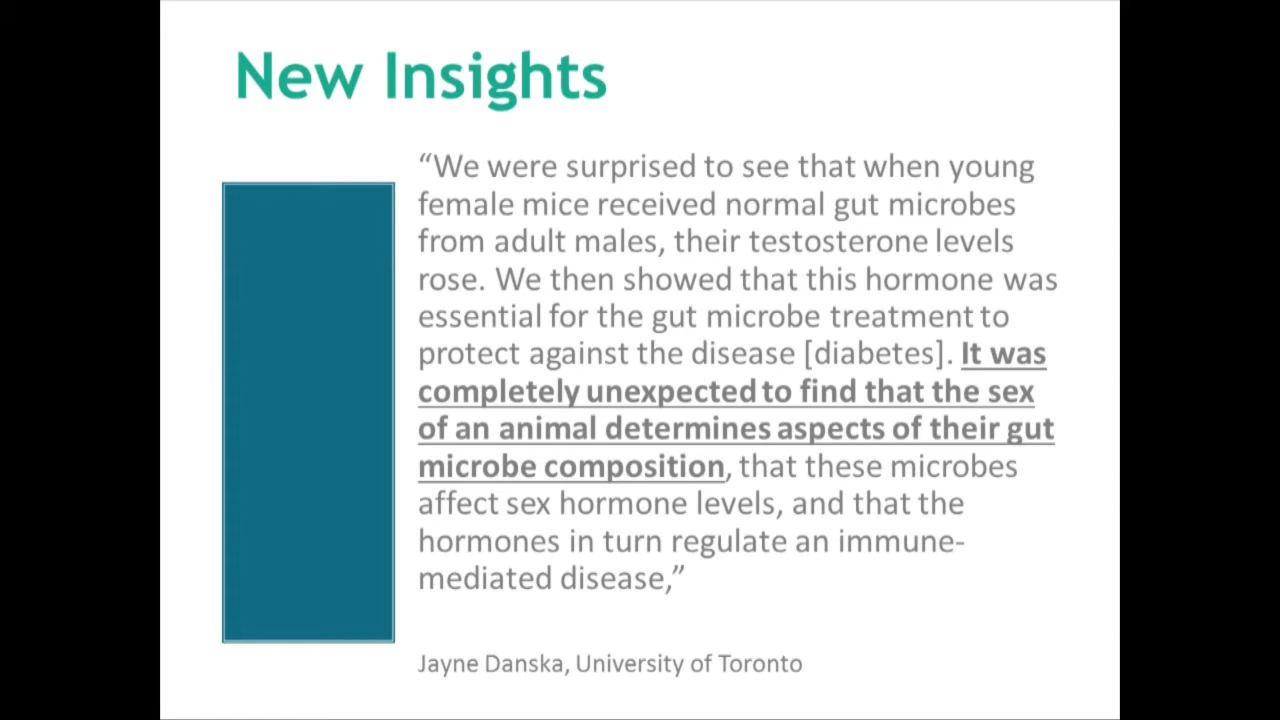 New Insights
“We were surprised to see that when young
female mice received normal gut microbes
from adult males, their testosterone levels
rose. We then showed that this hormone was
essential for the gut microbe treatment to
protect against the disease [diabetes]. It was
completely unexpected to find that the sex
of an animal determines aspects of their gut
microbe composition, that these microbes
affect sex hormone levels, and that the
hormones in turn regulate an immune-
mediated disease,”
Jayne Danska, University of Toronto